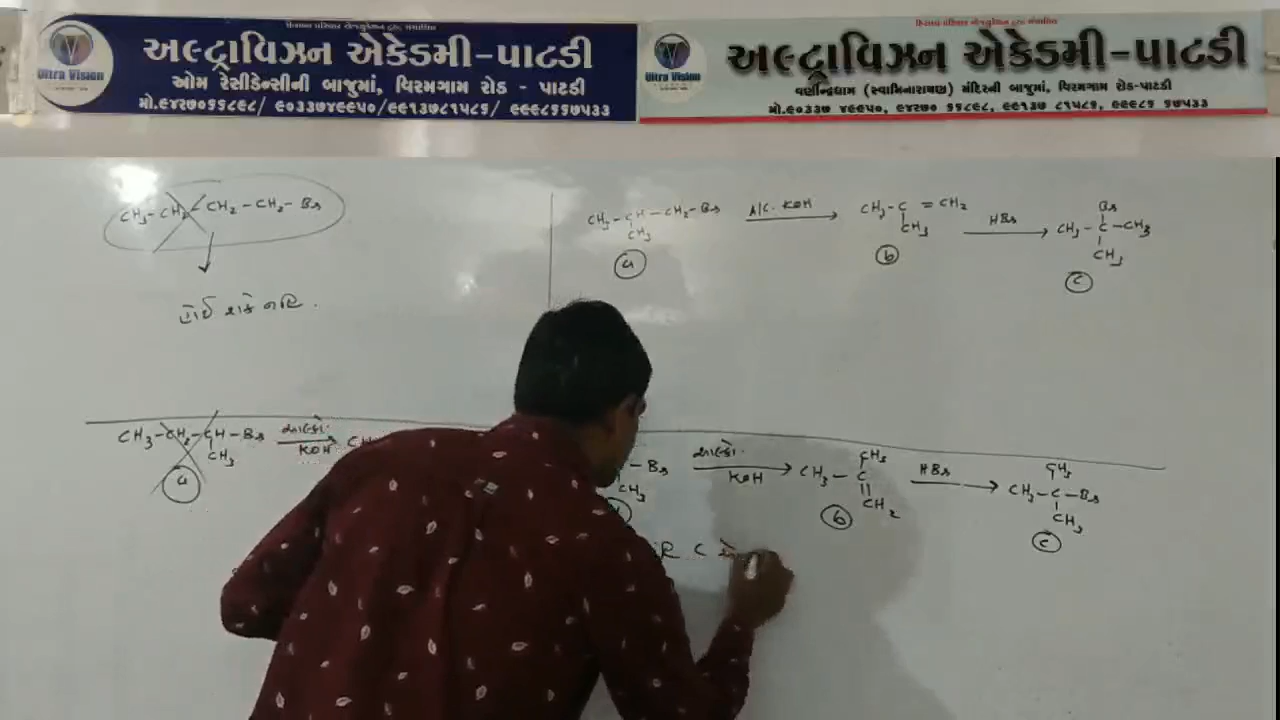 અલ્ટ્રાવિઝન એકેડમી-પાટડી
ઓમ રેસીડેન્સીની બાજુમાં, વિરમગામ રોડ - પાટડી
Ultra Vision
અલ્ટ્રાવિઝન એકેડમી-પાટડી
વર્ણીન્દ્રધામ (સ્વામિનારાયણ) મંદિરની બાજુમાં, વિરમગામ રોડ-પાટડી
Ultra Vision
CH₃-CH₂-CH₂-CH₂-Br
હોઈ શકે નહિ.
CH₃-CH-CH₂-Br Alc. KOH CH₃-C=CH₂ HBr CH₃-C-CH₃
CH₃ CH₃ Br CH₃
a b c
CH₃-CH₂-CH-Br આલ્કો. KOH
CH₃
a
-Br આલ્કો. KOH CH₃-C HBr CH₃-C-Br
CH₃ CH₃ CH₂ CH₃ CH₃
b c